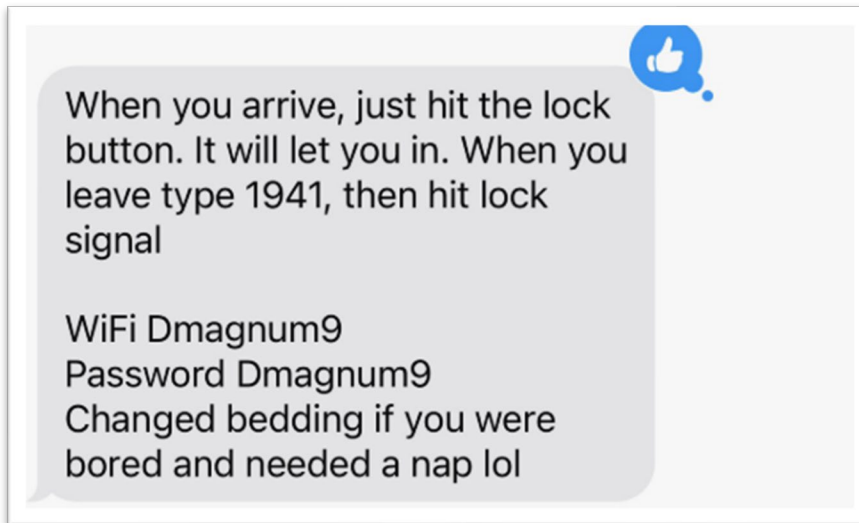 When you arrive, just hit the lock
button. It will let you in. When you
leave type 1941, then hit lock
signal
WiFi Dmagnum9
Password Dmagnum9
Changed bedding if you were
bored and needed a nap lol